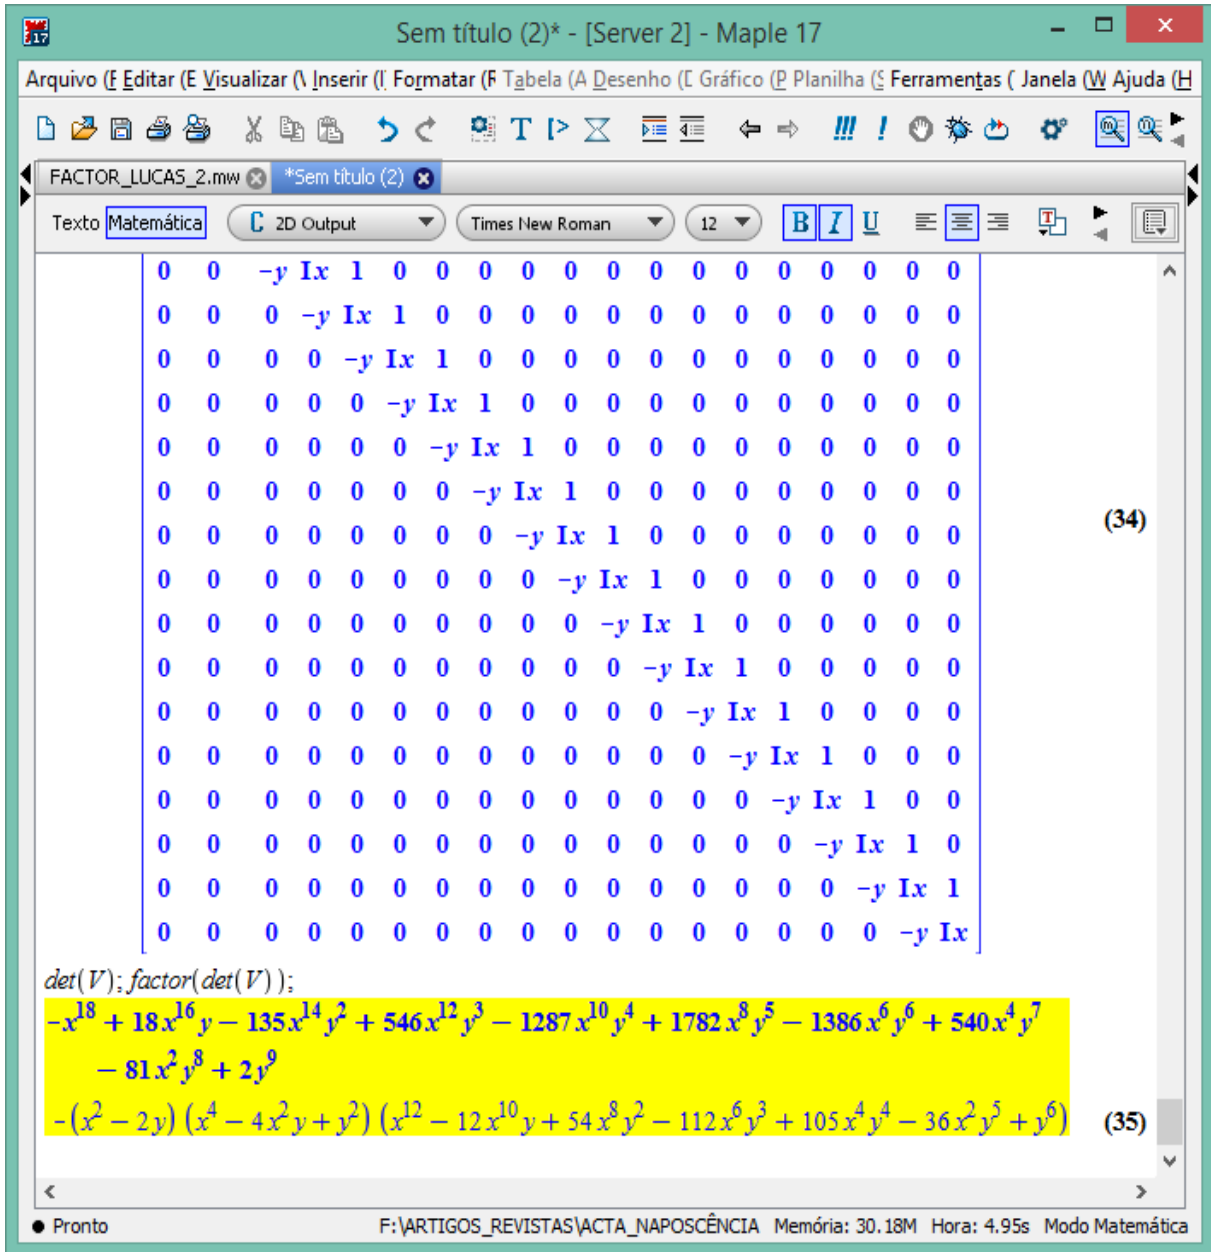 Sem título (2)* - [Server 2] - Maple 17
Arquivo (F Editar (E Visualizar (\ Inserir (I Formatar (F Tabela (A Desenho (D Gráfico (P Planilha (S Ferramentas ( Janela (W Ajuda (H
FACTOR_LUCAS_2.mw *Sem título (2)
Texto Matemática C 2D Output Times New Roman 12 B I U
0 0 -y Ix 1 0 0 0 0 0 0 0 0 0 0 0 0 0
0 0 0 -y Ix 1 0 0 0 0 0 0 0 0 0 0 0 0
0 0 0 0 -y Ix 1 0 0 0 0 0 0 0 0 0 0 0
0 0 0 0 0 -y Ix 1 0 0 0 0 0 0 0 0 0 0
0 0 0 0 0 0 -y Ix 1 0 0 0 0 0 0 0 0 0
0 0 0 0 0 0 0 -y Ix 1 0 0 0 0 0 0 0 0
0 0 0 0 0 0 0 0 -y Ix 1 0 0 0 0 0 0 0
(34)
0 0 0 0 0 0 0 0 0 -y Ix 1 0 0 0 0 0 0
0 0 0 0 0 0 0 0 0 0 -y Ix 1 0 0 0 0 0
0 0 0 0 0 0 0 0 0 0 0 -y Ix 1 0 0 0 0
0 0 0 0 0 0 0 0 0 0 0 0 -y Ix 1 0 0 0
0 0 0 0 0 0 0 0 0 0 0 0 0 -y Ix 1 0 0 0
0 0 0 0 0 0 0 0 0 0 0 0 0 0 -y Ix 1 0 0
0 0 0 0 0 0 0 0 0 0 0 0 0 0 0 -y Ix 1 0
0 0 0 0 0 0 0 0 0 0 0 0 0 0 0 0 -y Ix 1
0 0 0 0 0 0 0 0 0 0 0 0 0 0 0 0 0 -y Ix
det(V); factor(det(V));
-x^18 + 18x^16 y - 135x^14 y^2 + 546x^12 y^3 - 1287x^10 y^4 + 1782x^8 y^5 - 1386x^6 y^6 + 540x^4 y^7
- 81x^2 y^8 + 2y^9
-(x^2 - 2y) (x^4 - 4x^2 y + y^2) (x^12 - 12x^10 y + 54x^8 y^2 - 112x^6 y^3 + 105x^4 y^4 - 36x^2 y^5 + y^6) (35)
Pronto F:\ARTIGOS_REVISTAS\ACTA_NAPOSCÊNCIA Memória: 30.18M Hora: 4.95s Modo Matemática